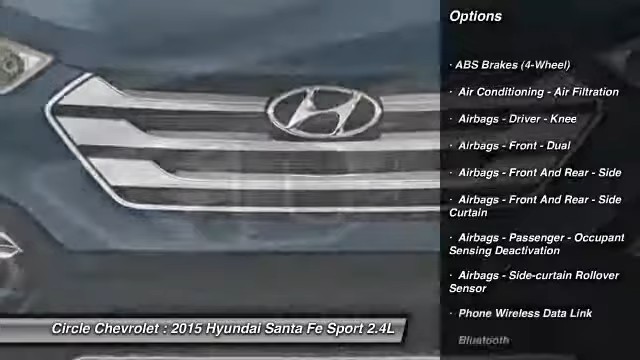 Options
· ABS Brakes (4-Wheel)
· Air Conditioning - Air Filtration
· Airbags - Driver - Knee
· Airbags - Front - Dual
· Airbags - Front And Rear - Side
· Airbags - Front And Rear - Side
Curtain
· Airbags - Passenger - Occupant
Sensing Deactivation
· Airbags - Side-curtain Rollover
Sensor
· Phone Wireless Data Link
Bluetooth
Circle Chevrolet : 2015 Hyundai Santa Fe Sport 2.4L